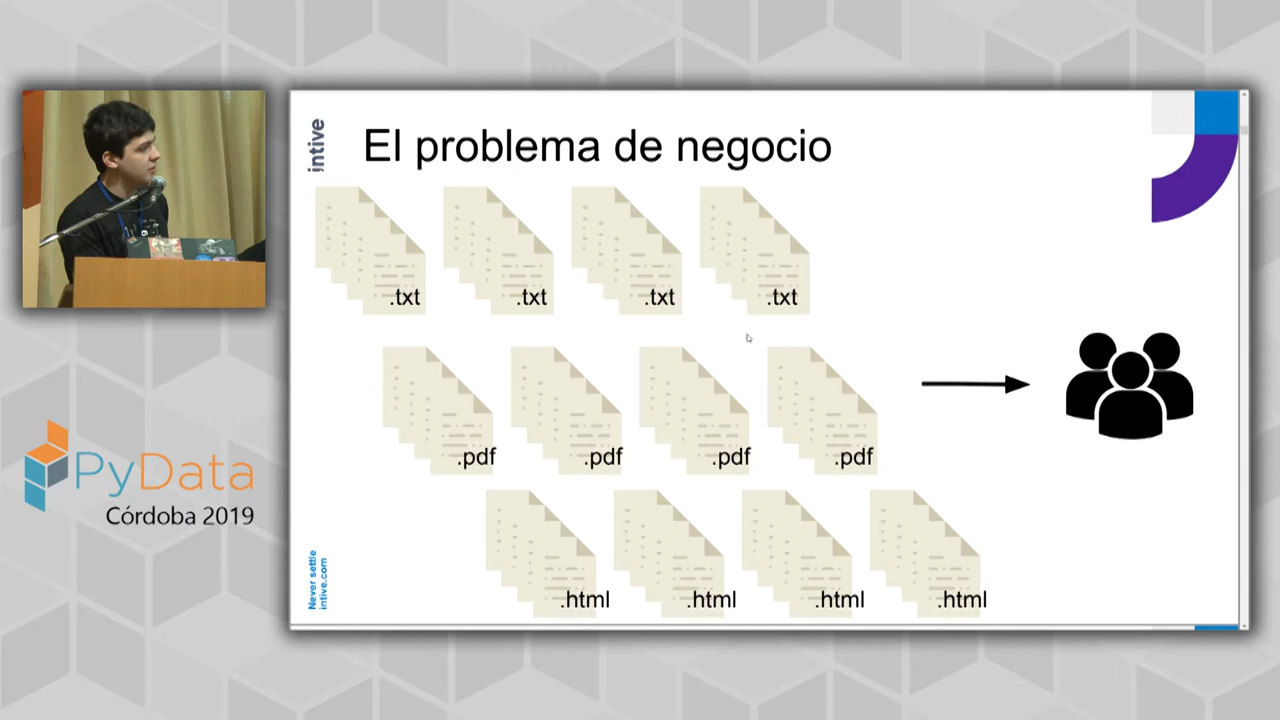 intive
El problema de negocio
.txt
.txt
.txt
.txt
.pdf
.pdf
.pdf
.pdf
.html
.html
.html
.html
Never settle
intive.com
PyData
Córdoba 2019